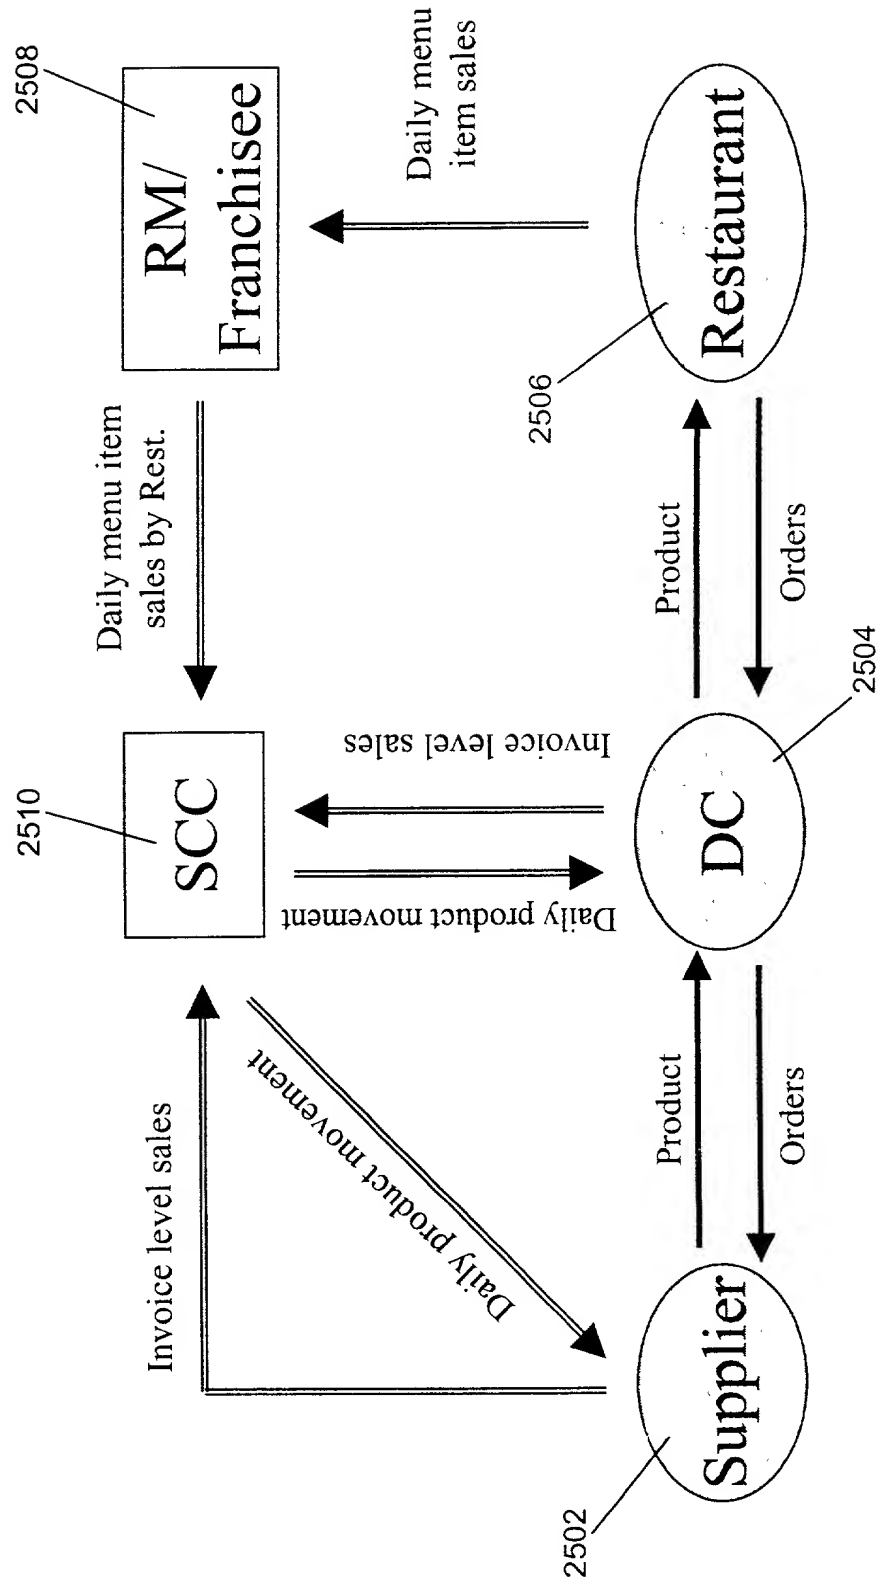 2510
2508
SCC
RM/
Franchisee
Invoice level sales
Daily menu item
sales by Rest.
Daily product movement
Daily product movement
Invoice level sales
Daily menu
item sales
2502
2506
Supplier
Product
DC
Product
Restaurant
Orders
Orders
2504